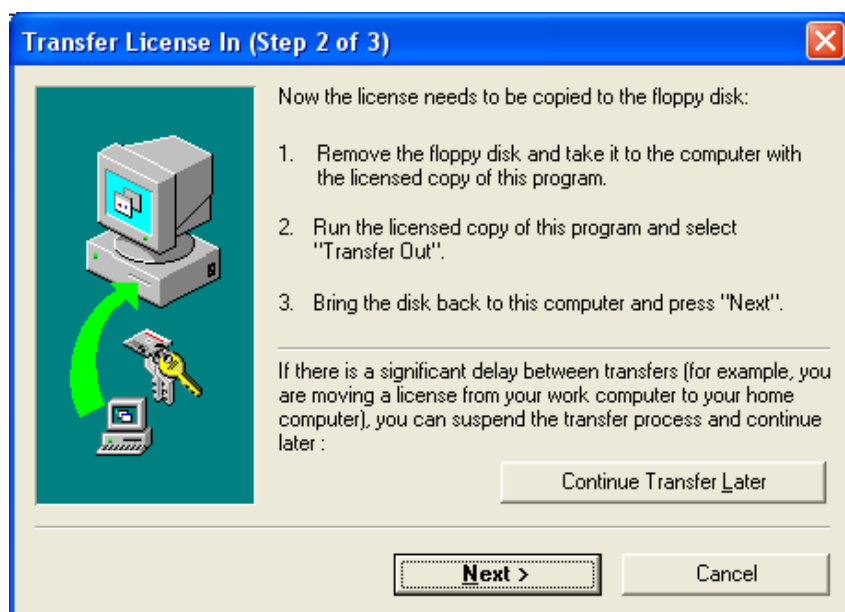 Transfer License In (Step 2 of 3)
Now the license needs to be copied to the floppy disk:
1. Remove the floppy disk and take it to the computer with
the licensed copy of this program.
2. Run the licensed copy of this program and select
"Transfer Out".
3. Bring the disk back to this computer and press "Next".
If there is a significant delay between transfers (for example, you
are moving a license from your work computer to your home
computer), you can suspend the transfer process and continue
later :
Continue Transfer Later
Next >
Cancel